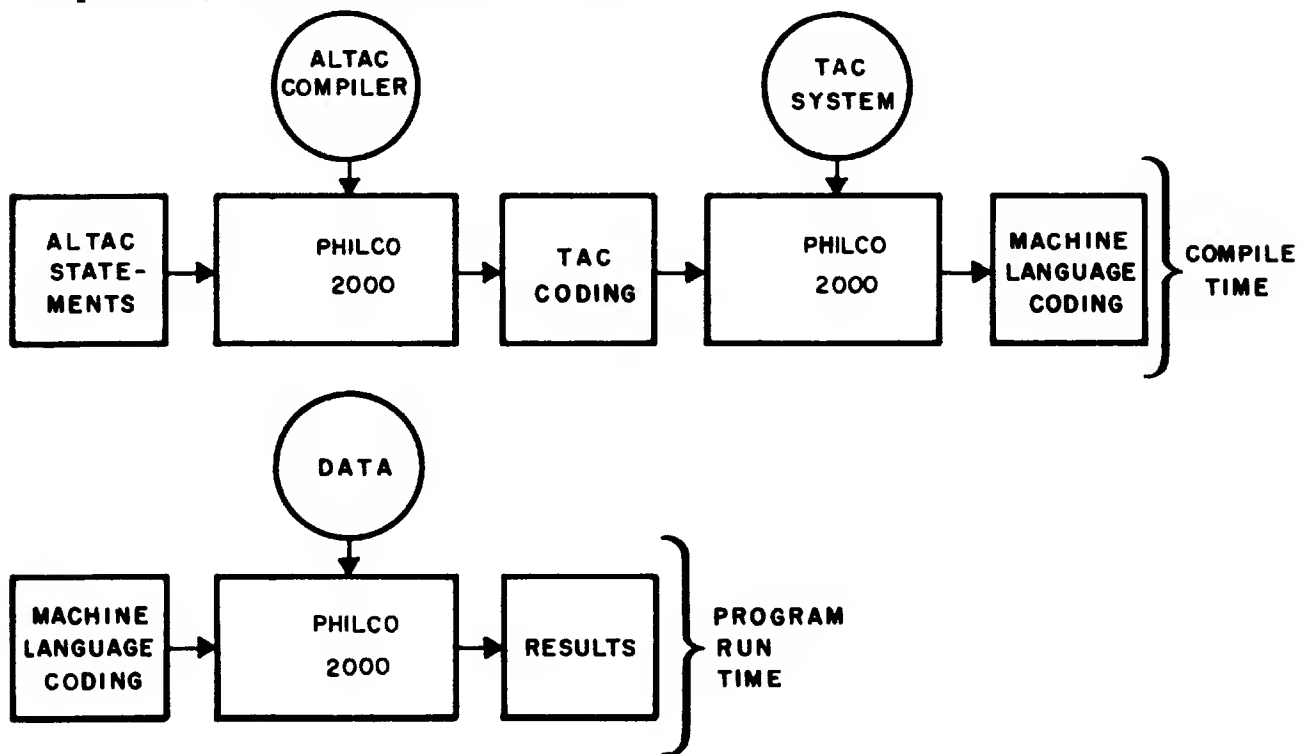 ALTAC
COMPILER
TAC
SYSTEM
ALTAC
STATE-
MENTS
PHILCO
2000
TAC
CODING
PHILCO
2000
MACHINE
LANGUAGE
CODING
COMPILE
TIME
DATA
MACHINE
LANGUAGE
CODING
PHILCO
2000
RESULTS
PROGRAM
RUN
TIME